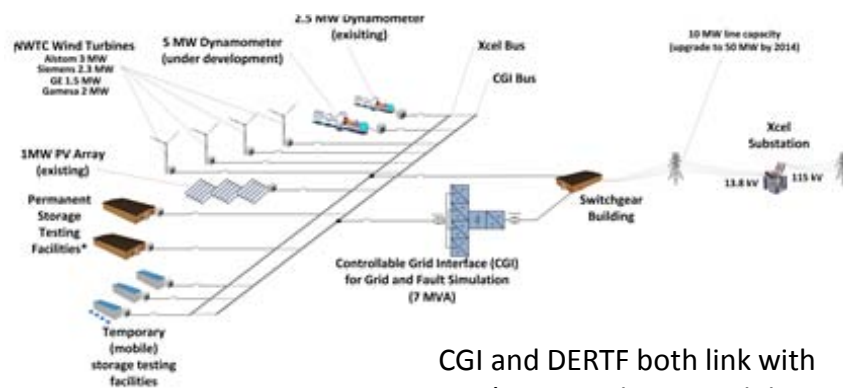 2.5 MW Dynamometer
(exisiting)
NWTC Wind Turbines
Alstom 3 MW
Siemens 2.3 MW
GE 1.5 MW
Gamesa 2 MW
5 MW Dynamometer
(under development)
Xcel Bus
CGI Bus
10 MW line capacity
(upgrade to 50 MW by 2014)
Xcel
Substation
13.8 kV
115 kV
1MW PV Array
(existing)
Switchgear
Building
Permanent
Storage
Testing
Facilities*
Controllable Grid Interface (CGI)
for Grid and Fault Simulation
(7 MVA)
Temporary
(mobile)
storage testing
facilities
CGI and DERTF both link with